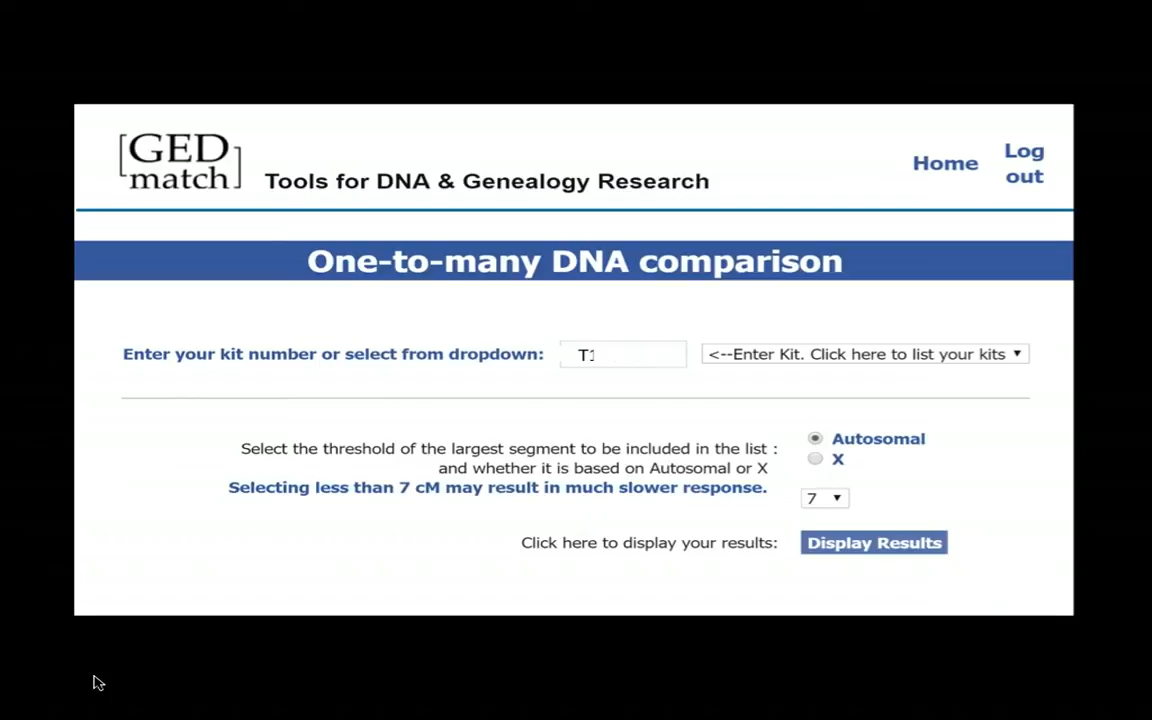 GED
match
Tools for DNA & Genealogy Research
Home
Log
out
One-to-many DNA comparison
Enter your kit number or select from dropdown:
T1
<--Enter Kit. Click here to list your kits
Select the threshold of the largest segment to be included in the list :
and whether it is based on Autosomal or X
Selecting less than 7 cM may result in much slower response.
Autosomal
X
7
Click here to display your results:
Display Results